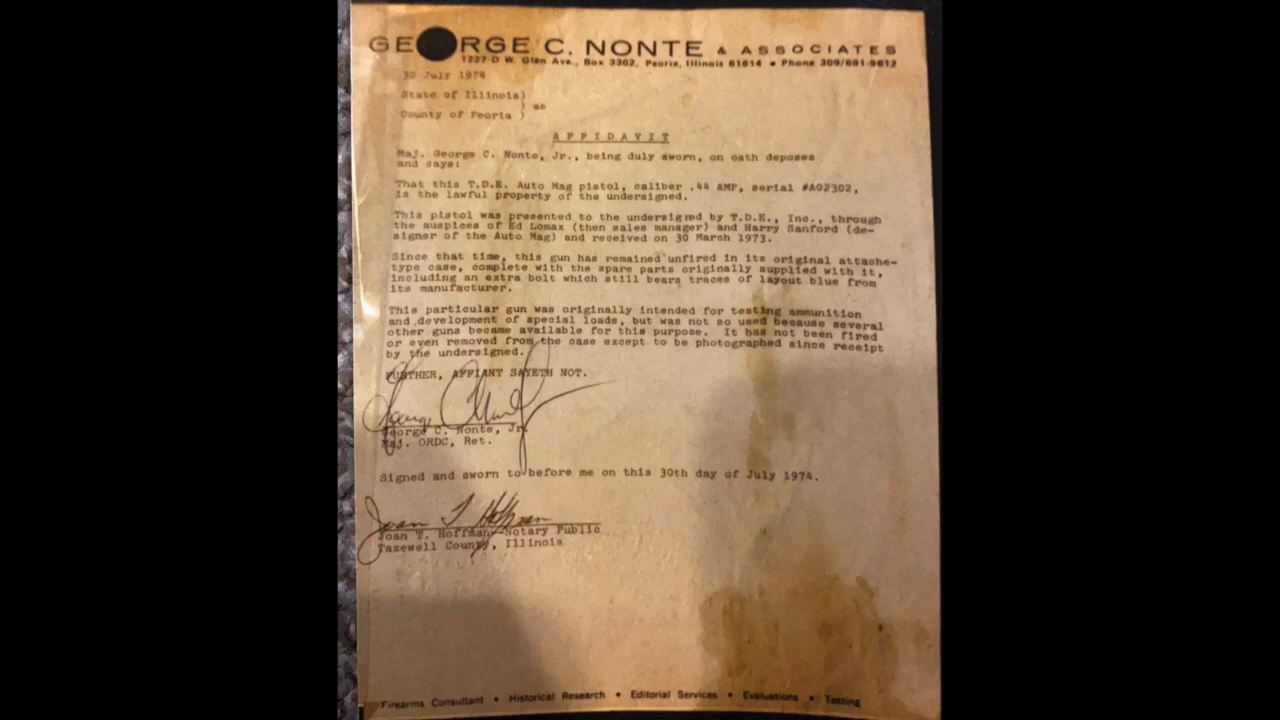 GEORGE C. NONTE & ASSOCIATES
1227-D W. Glen Ave., Box 3302, Peoria, Illinois 61614 • Phone 309/691-9612
30 July 1974
State of Illinois)
) ss
County of Peoria )
AFFIDAVIT
Maj. George C. Nonte, Jr., being duly sworn, on oath deposes
and says:
That this T.D.E. Auto Mag pistol, caliber .44 AMP, serial #A02302,
is the lawful property of the undersigned.
This pistol was presented to the undersigned by T.D.E., Inc., through
the auspices of Ed Lomax (then sales manager) and Harry Sanford (de-
signer of the Auto Mag) and received on 30 March 1973.
Since that time, this gun has remained unfired in its original attache-
type case, complete with the spare parts originally supplied with it,
including an extra bolt which still bears traces of layout blue from
its manufacturer.
This particular gun was originally intended for testing ammunition
and development of special loads, but was not so used because several
other guns became available for this purpose. It has not been fired
or even removed from the case except to be photographed since receipt
by the undersigned.
FURTHER, AFFIANT SAYETH NOT.
George C. Nonte, Jr.
Maj. ORDC, Ret.
Signed and sworn to before me on this 30th day of July 1974.
Joan T. Hoffman
Joan T. Hoffman--Notary Public
Tazewell County, Illinois
Firearms Consultant • Historical Research • Editorial Services • Evaluations • Testing